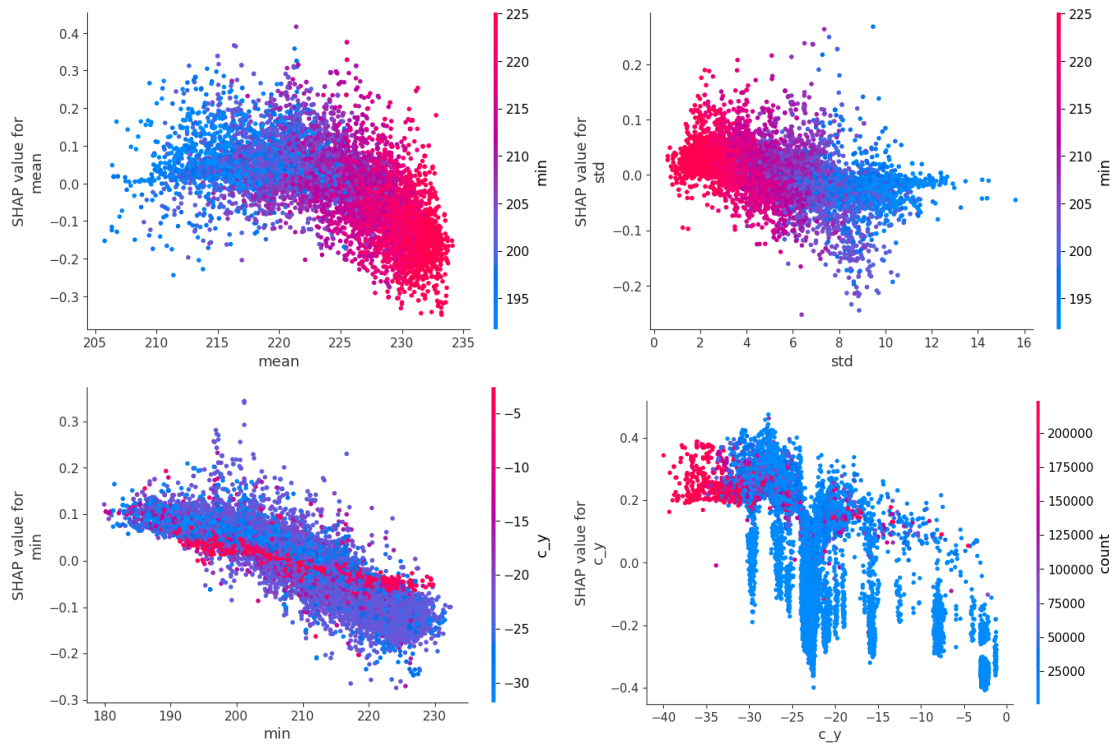 SHAP value for
mean
0.4
0.3
0.2
0.1
0.0
−0.1
−0.2
−0.3
205 210 215 220 225 230 235
mean
225
220
215
210
205
200
195
min
SHAP value for
std
0.2
0.1
0.0
−0.1
−0.2
0 2 4 6 8 10 12 14 16
std
225
220
215
210
205
200
195
min
SHAP value for
min
0.3
0.2
0.1
0.0
−0.1
−0.2
−0.3
180 190 200 210 220 230
min
−5
−10
−15
−20
−25
−30
c_y
SHAP value for
c_y
0.4
0.2
0.0
−0.2
−0.4
−40 −35 −30 −25 −20 −15 −10 −5 0
c_y
200000
175000
150000
125000
100000
75000
50000
25000
count